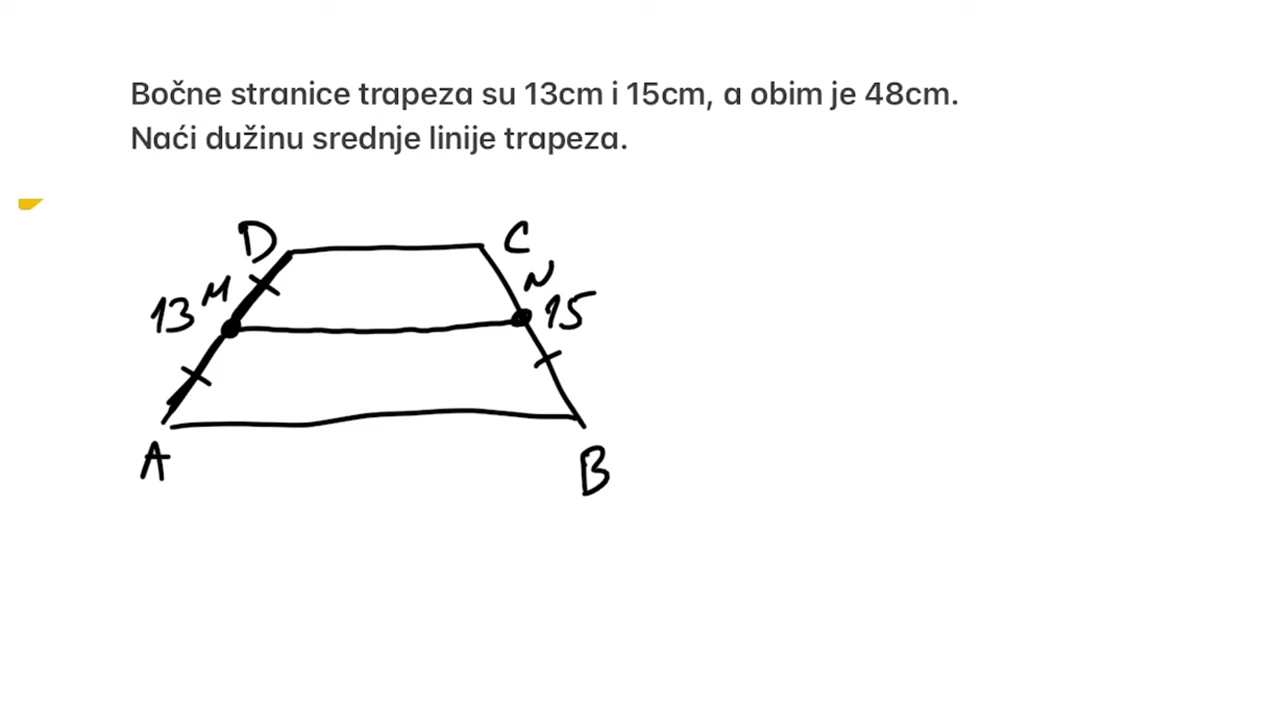 Bočne stranice trapeza su 13cm i 15cm, a obim je 48cm.
Naći dužinu srednje linije trapeza.
D C
13 M N 15
A B